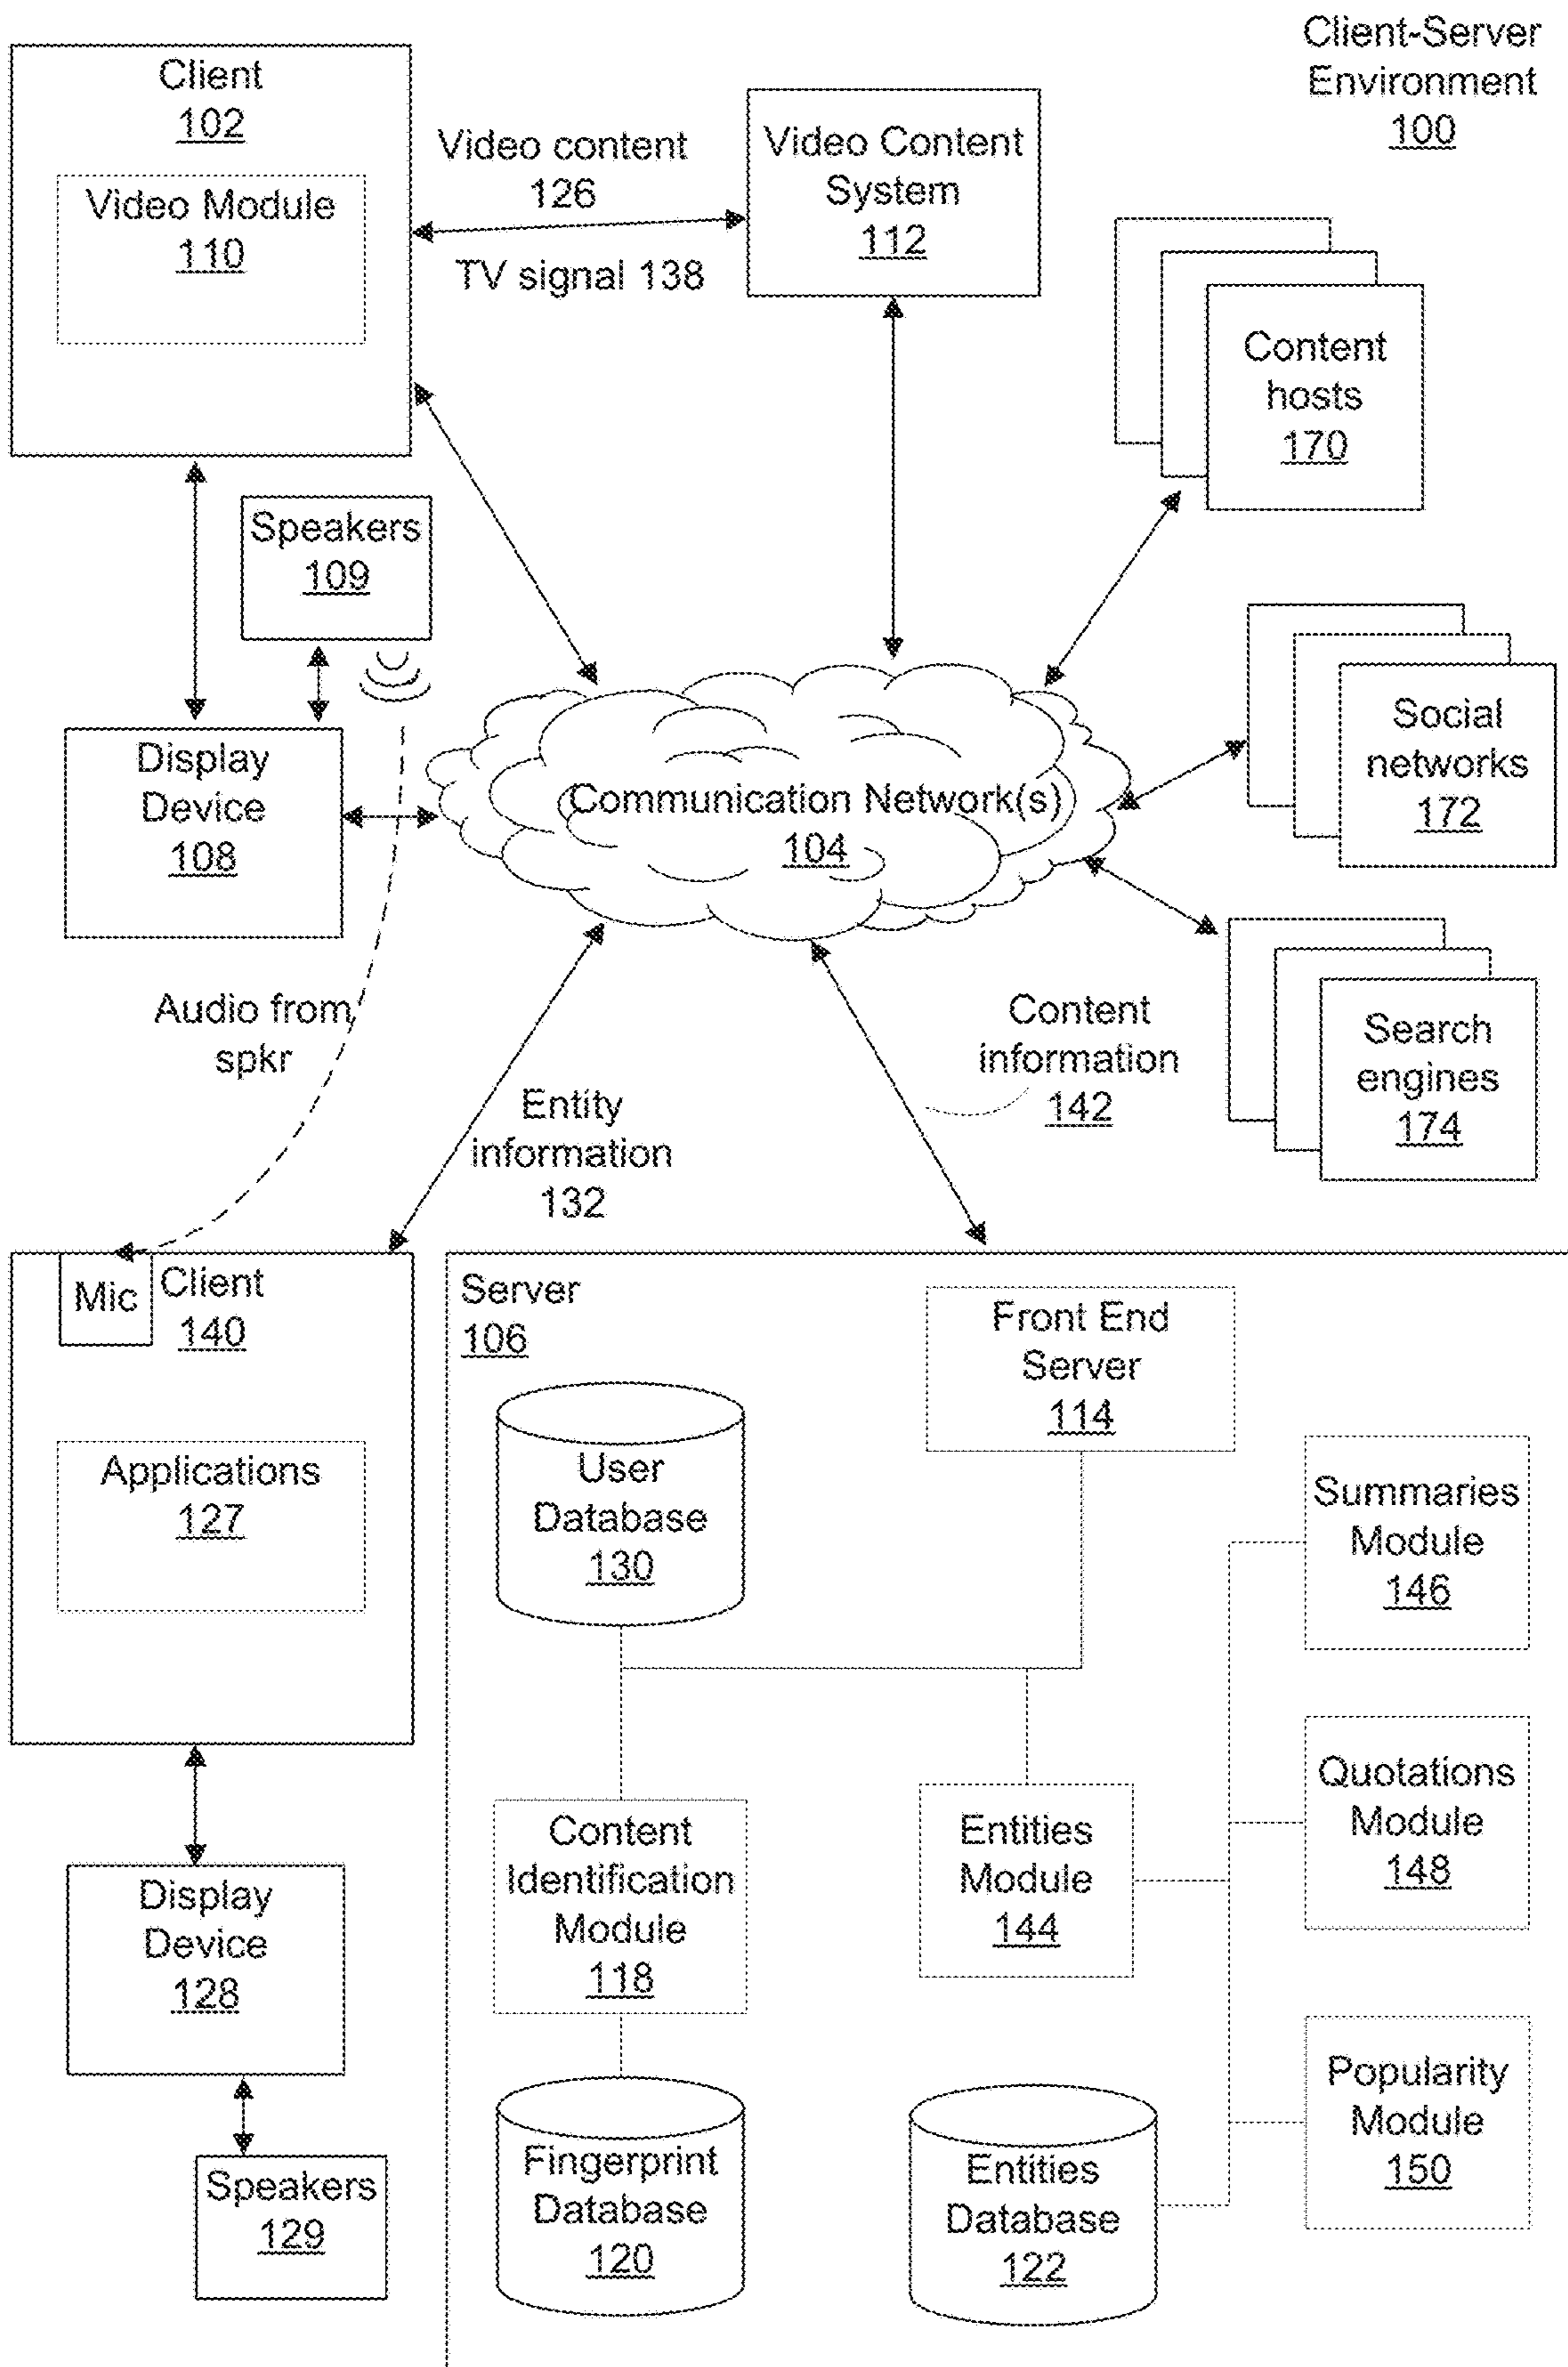 Client-Server
Environment
100
Client
102
Video Module
110
Video content
126
TV signal 138
Video Content
System
112
Content
hosts
170
Speakers
109
Social
networks
172
Display
Device
108
Communication Network(s)
104
Search
engines
174
Audio from
spkr
Content
information
142
Entity
information
132
Mic
Client
140
Applications
127
Display
Device
128
Speakers
129
Server
106
Front End
Server
114
User
Database
130
Summaries
Module
146
Content
Identification
Module
118
Entities
Module
144
Quotations
Module
148
Fingerprint
Database
120
Entities
Database
122
Popularity
Module
150